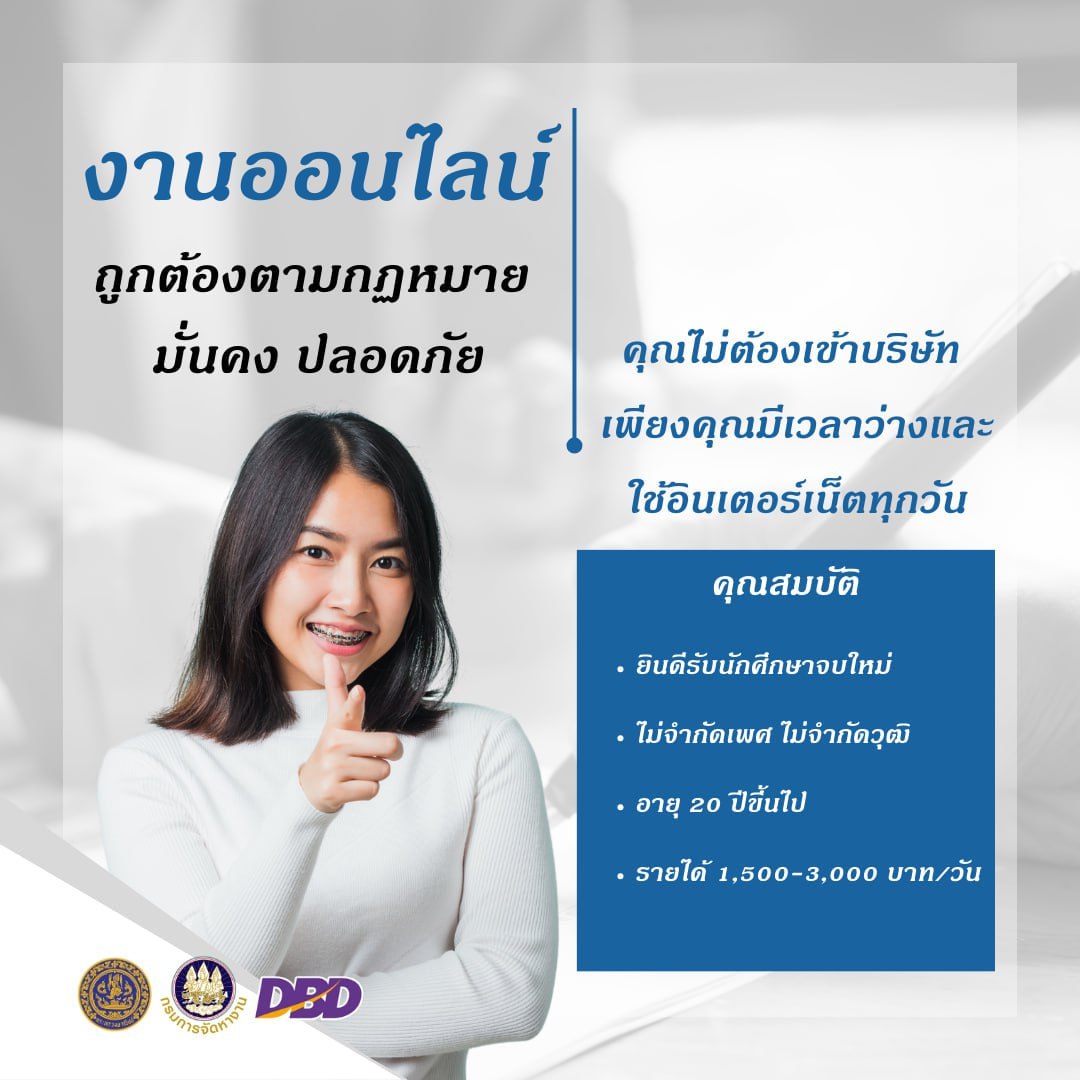 งานออนไลน์
ถูกต้องตามกฏหมาย
มั่นคง ปลอดภัย
คุณไม่ต้องเข้าบริษัท
เพียงคุณมีเวลาว่างและ
ใช้อินเตอร์เน็ตทุกวัน
คุณสมบัติ
• ยินดีรับนักศึกษาจบใหม่
• ไม่จำกัดเพศ ไม่จำกัดวุฒิ
• อายุ 20 ปีขึ้นไป
• รายได้ 1,500-3,000 บาท/วัน
กรมการจัดหางาน
DBD